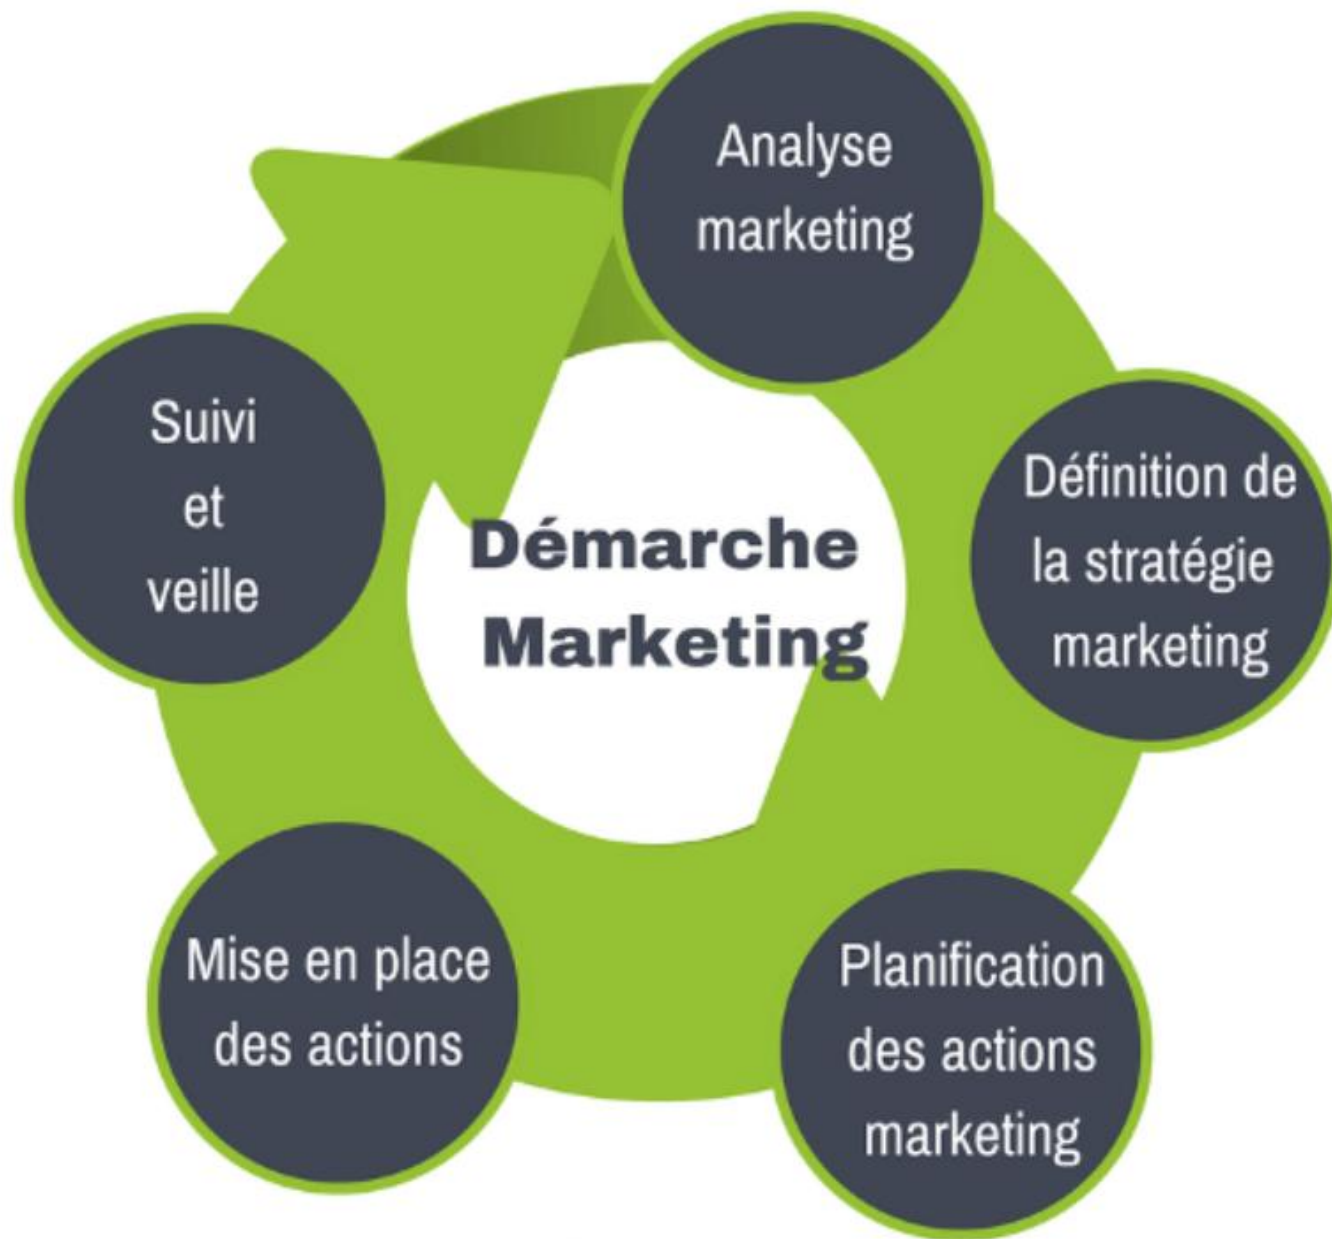 Analyse
marketing
Définition de
la stratégie
marketing
Planification
des actions
marketing
Mise en place
des actions
Suivi
et
veille
Démarche
Marketing